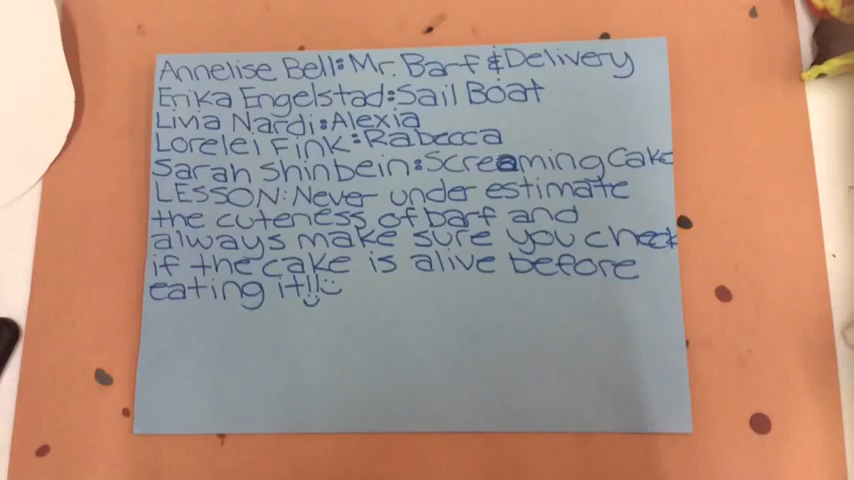 Annelise Bell:Mr. Barf & Delivery
Erika Engelstad:Sail Boat
Livia Nardi:Alexia
Lorelei Fink:Rabecca
Sarah Shinbein:Screaming Cake
LESSON:Never under estimate
the cuteness of barf and
always make sure you check
if the cake is alive before
eating it!!